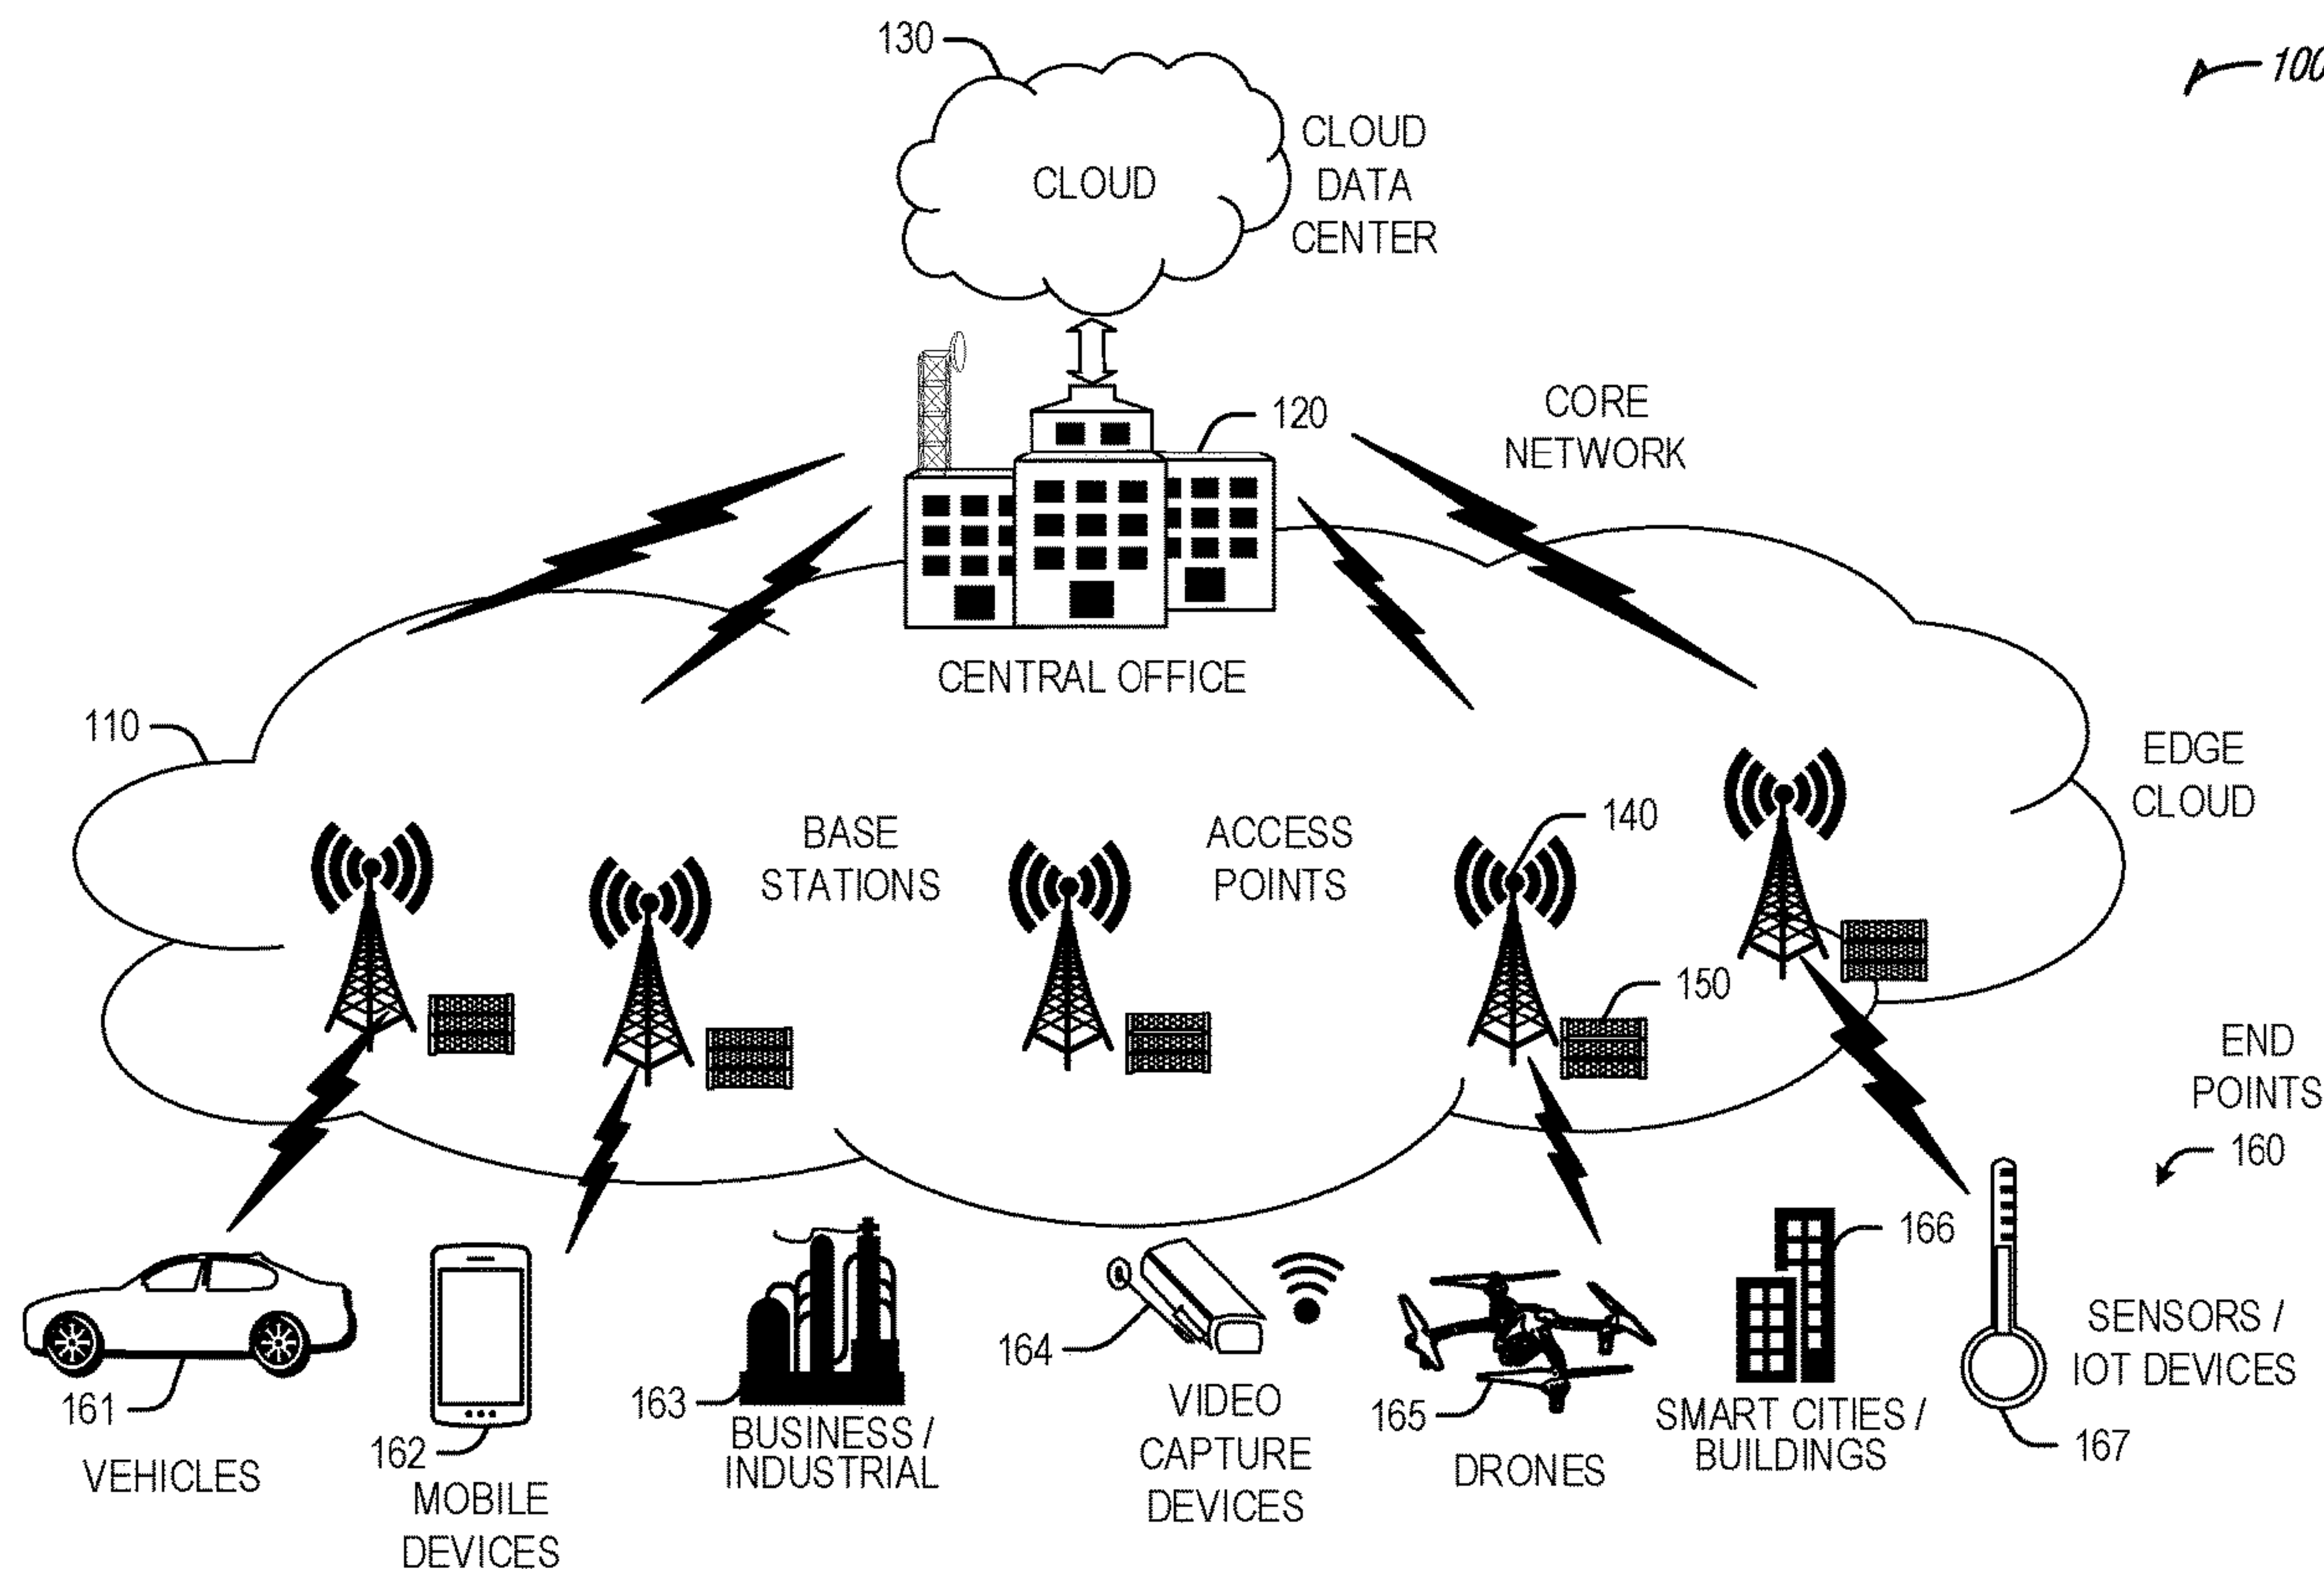 130
100
CLOUD
CLOUD
DATA
CENTER
120
CORE
NETWORK
CENTRAL OFFICE
110
EDGE
CLOUD
BASE
STATIONS
ACCESS
POINTS
140
150
END
POINTS
160
161
VEHICLES
162
MOBILE
DEVICES
163
BUSINESS /
INDUSTRIAL
164
VIDEO
CAPTURE
DEVICES
165
DRONES
166
SMART CITIES /
BUILDINGS
SENSORS /
IOT DEVICES
167